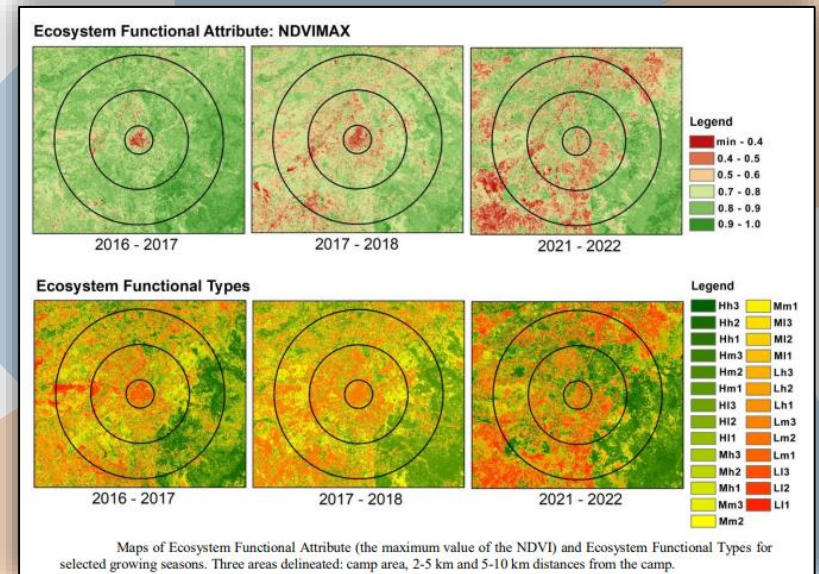 Ecosystem Functional Attribute: NDVIMAX
2016 - 2017
2017 - 2018
2021 - 2022
Legend
min - 0.4
0.4 - 0.5
0.5 - 0.6
0.7 - 0.8
0.8 - 0.9
0.9 - 1.0
Ecosystem Functional Types
2016 - 2017
2017 - 2018
2021 - 2022
Legend
Hh3
Hh2
Hh1
Hm3
Hm2
Hm1
Hl3
Hl2
Hl1
Mh3
Mh2
Mh1
Mm3
Mm2
Mm1
Ml3
Ml2
Ml1
Lh3
Lh2
Lh1
Lm3
Lm2
Lm1
Ll3
Ll2
Ll1
Maps of Ecosystem Functional Attribute (the maximum value of the NDVI) and Ecosystem Functional Types for
selected growing seasons. Three areas delineated: camp area, 2-5 km and 5-10 km distances from the camp.